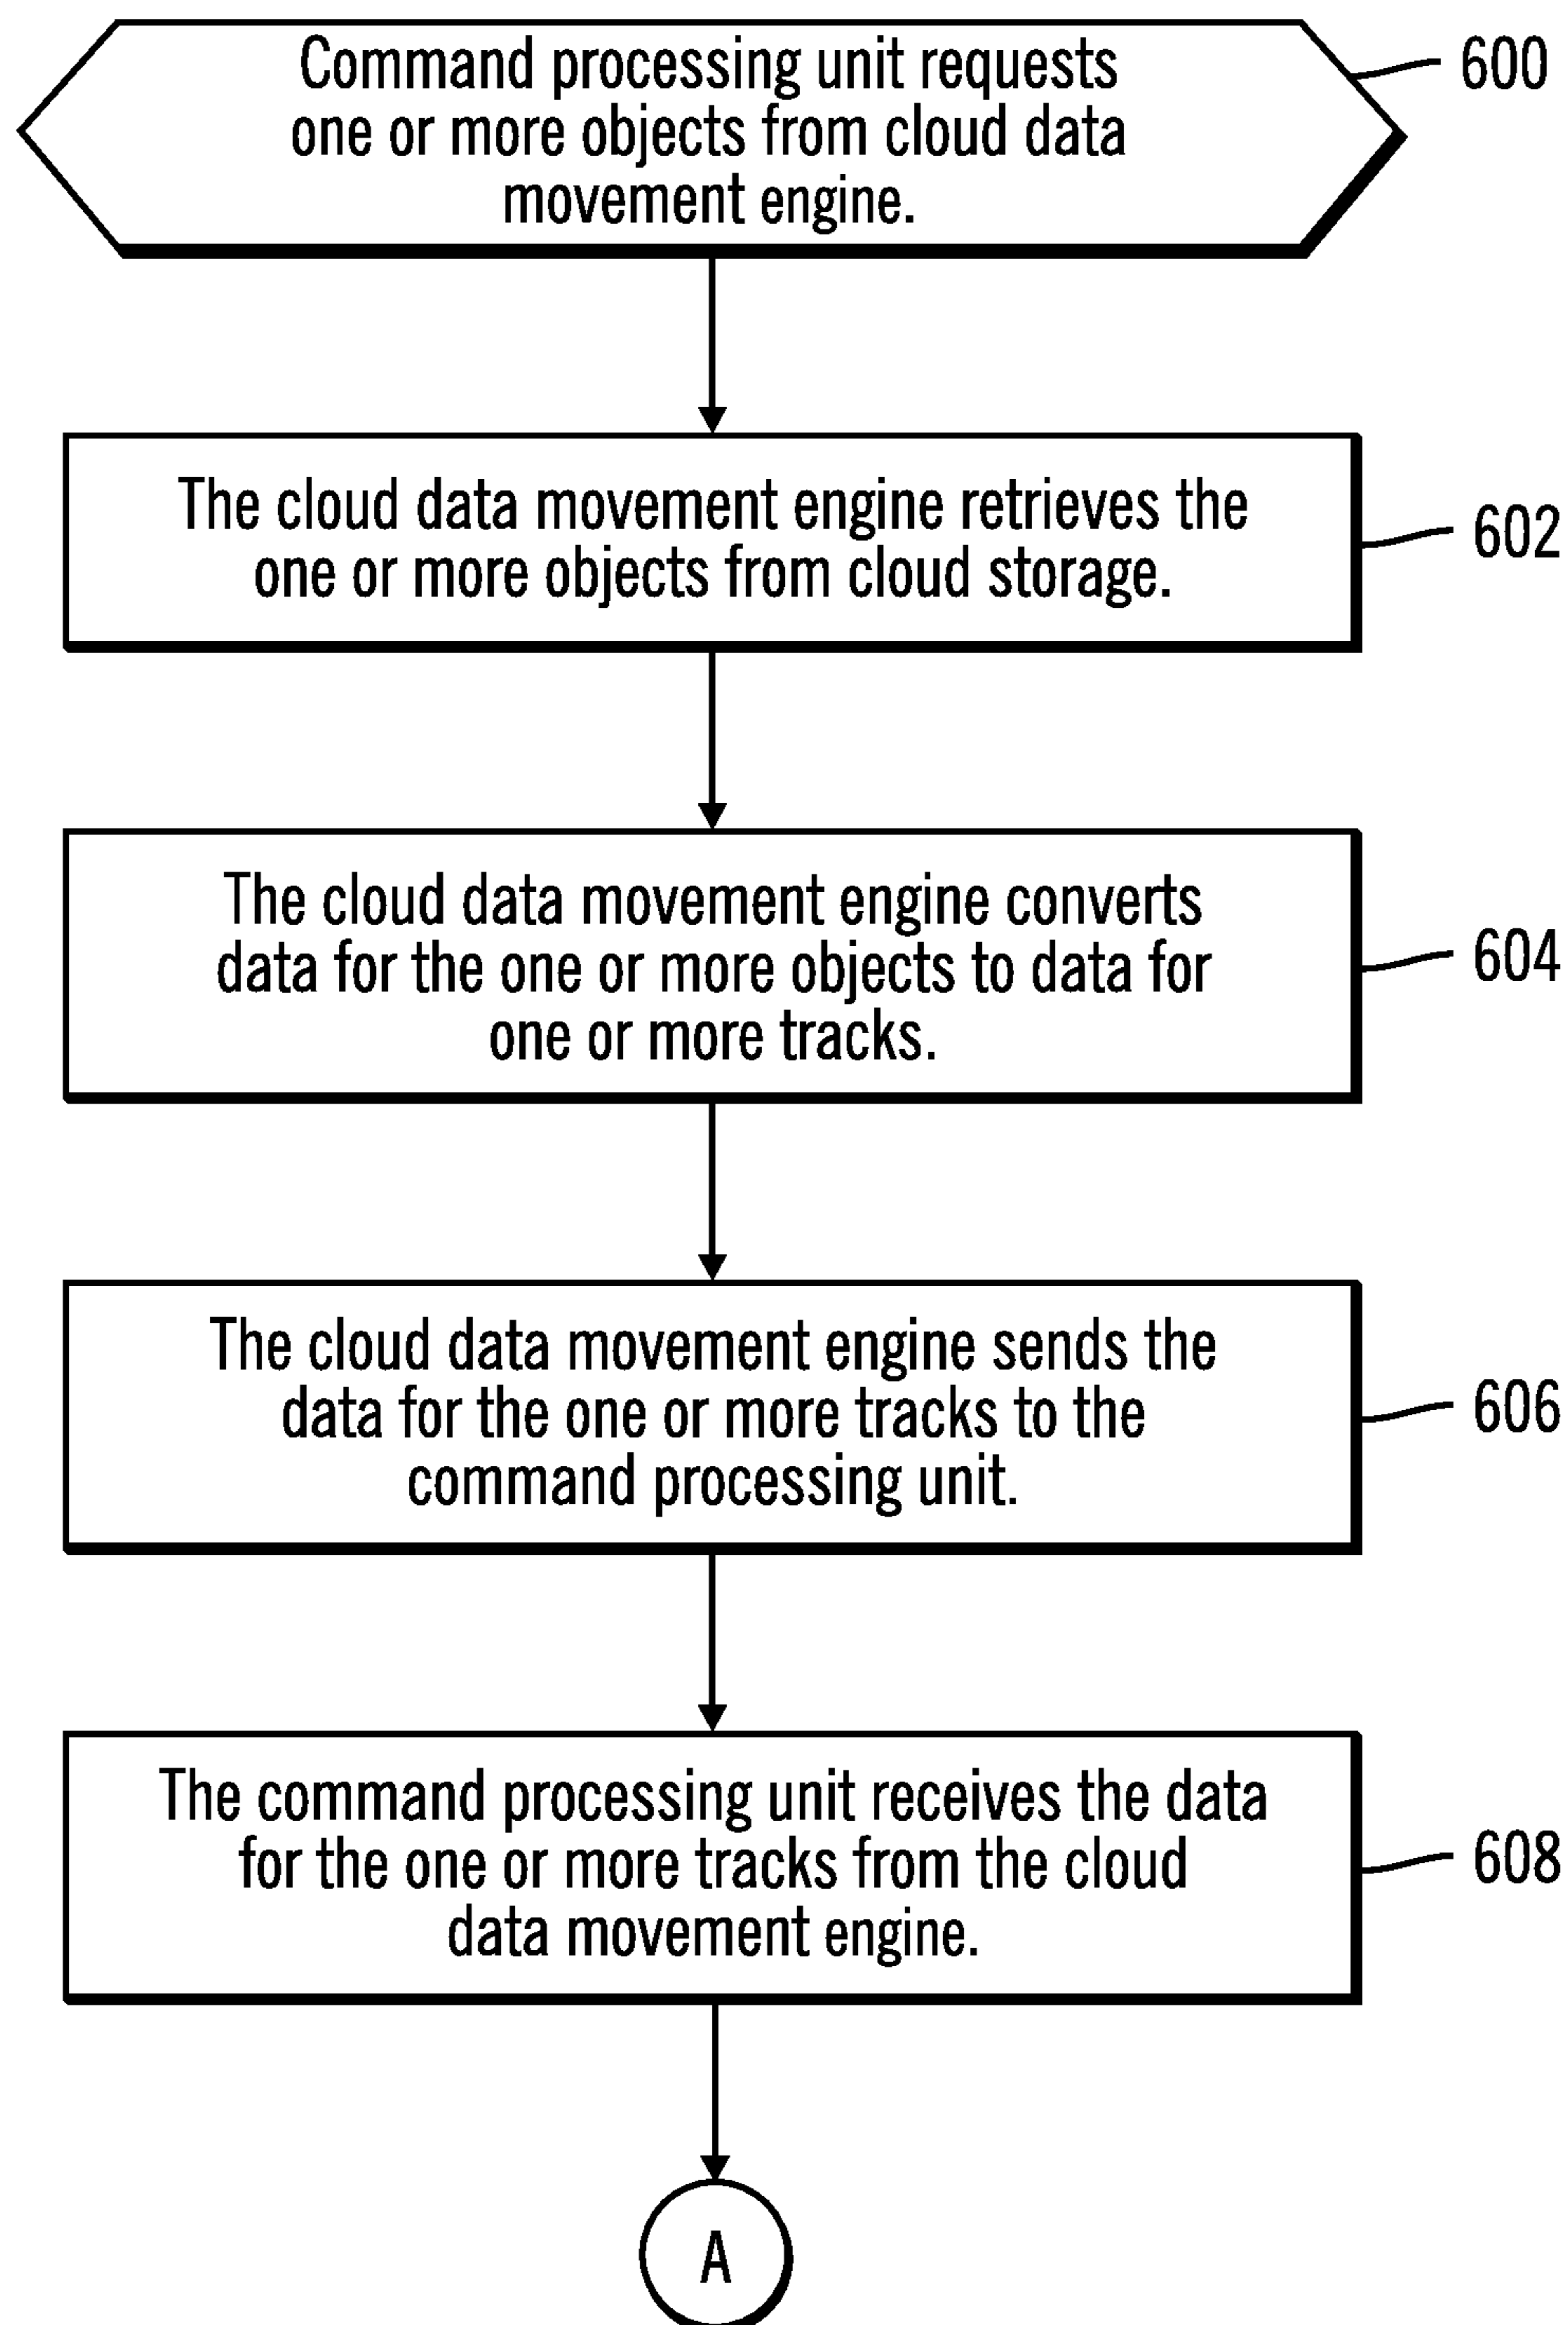 Command processing unit requests
one or more objects from cloud data
movement engine.
600
The cloud data movement engine retrieves the
one or more objects from cloud storage.
602
The cloud data movement engine converts
data for the one or more objects to data for
one or more tracks.
604
The cloud data movement engine sends the
data for the one or more tracks to the
command processing unit.
606
The command processing unit receives the data
for the one or more tracks from the cloud
data movement engine.
608
A